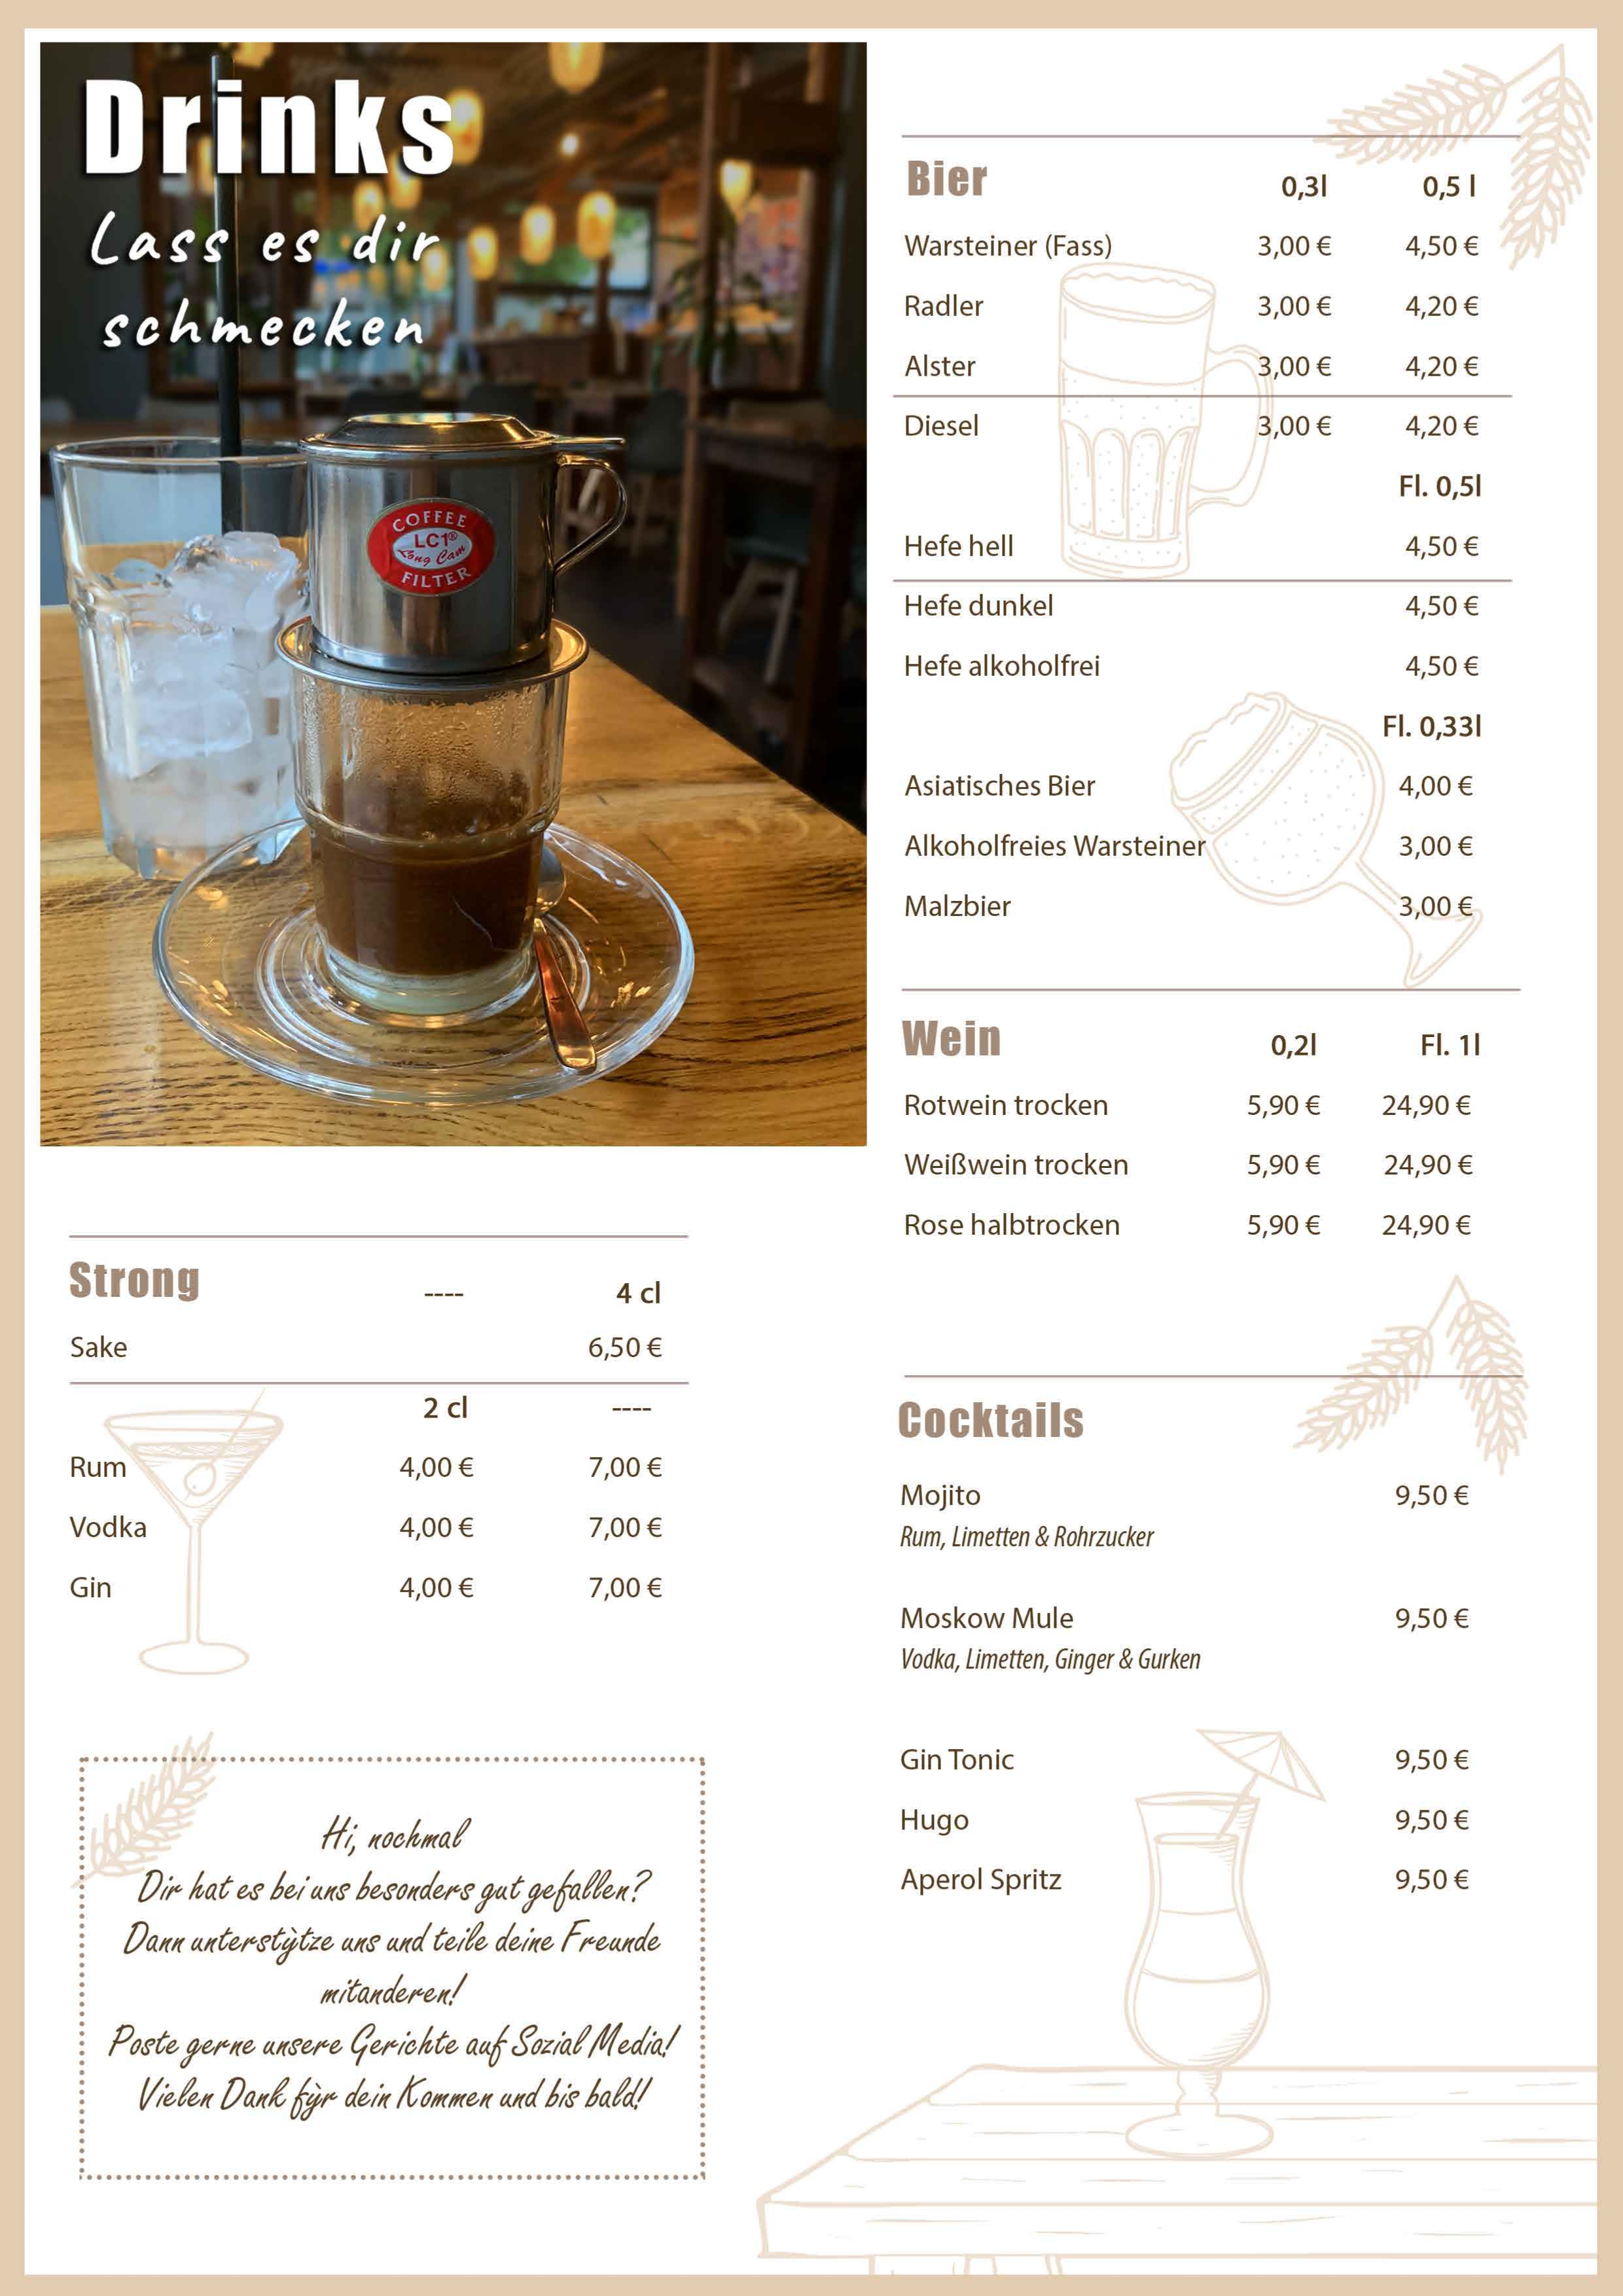 Drinks
Lass es dir
schmecken
COFFEE
LC1®
Long Cam
FILTER
Strong ---- 4 cl
Sake 6,50 €
2 cl ----
Rum 4,00 € 7,00 €
Vodka 4,00 € 7,00 €
Gin 4,00 € 7,00 €
Hi, nochmal
Dir hat es bei uns besonders gut gefallen?
Dann unterstỳtze uns und teile deine Freunde
mitanderen!
Poste gerne unsere Gerichte auf Sozial Media!
Vielen Dank fỳr dein Kommen und bis bald!
Bier 0,3l 0,5 l
Warsteiner (Fass) 3,00 € 4,50 €
Radler 3,00 € 4,20 €
Alster 3,00 € 4,20 €
Diesel 3,00 € 4,20 €
Fl. 0,5l
Hefe hell 4,50 €
Hefe dunkel 4,50 €
Hefe alkoholfrei 4,50 €
Fl. 0,33l
Asiatisches Bier 4,00 €
Alkoholfreies Warsteiner 3,00 €
Malzbier 3,00 €
Wein 0,2l Fl. 1l
Rotwein trocken 5,90 € 24,90 €
Weißwein trocken 5,90 € 24,90 €
Rose halbtrocken 5,90 € 24,90 €
Cocktails
Mojito 9,50 €
Rum, Limetten & Rohrzucker
Moskow Mule 9,50 €
Vodka, Limetten, Ginger & Gurken
Gin Tonic 9,50 €
Hugo 9,50 €
Aperol Spritz 9,50 €